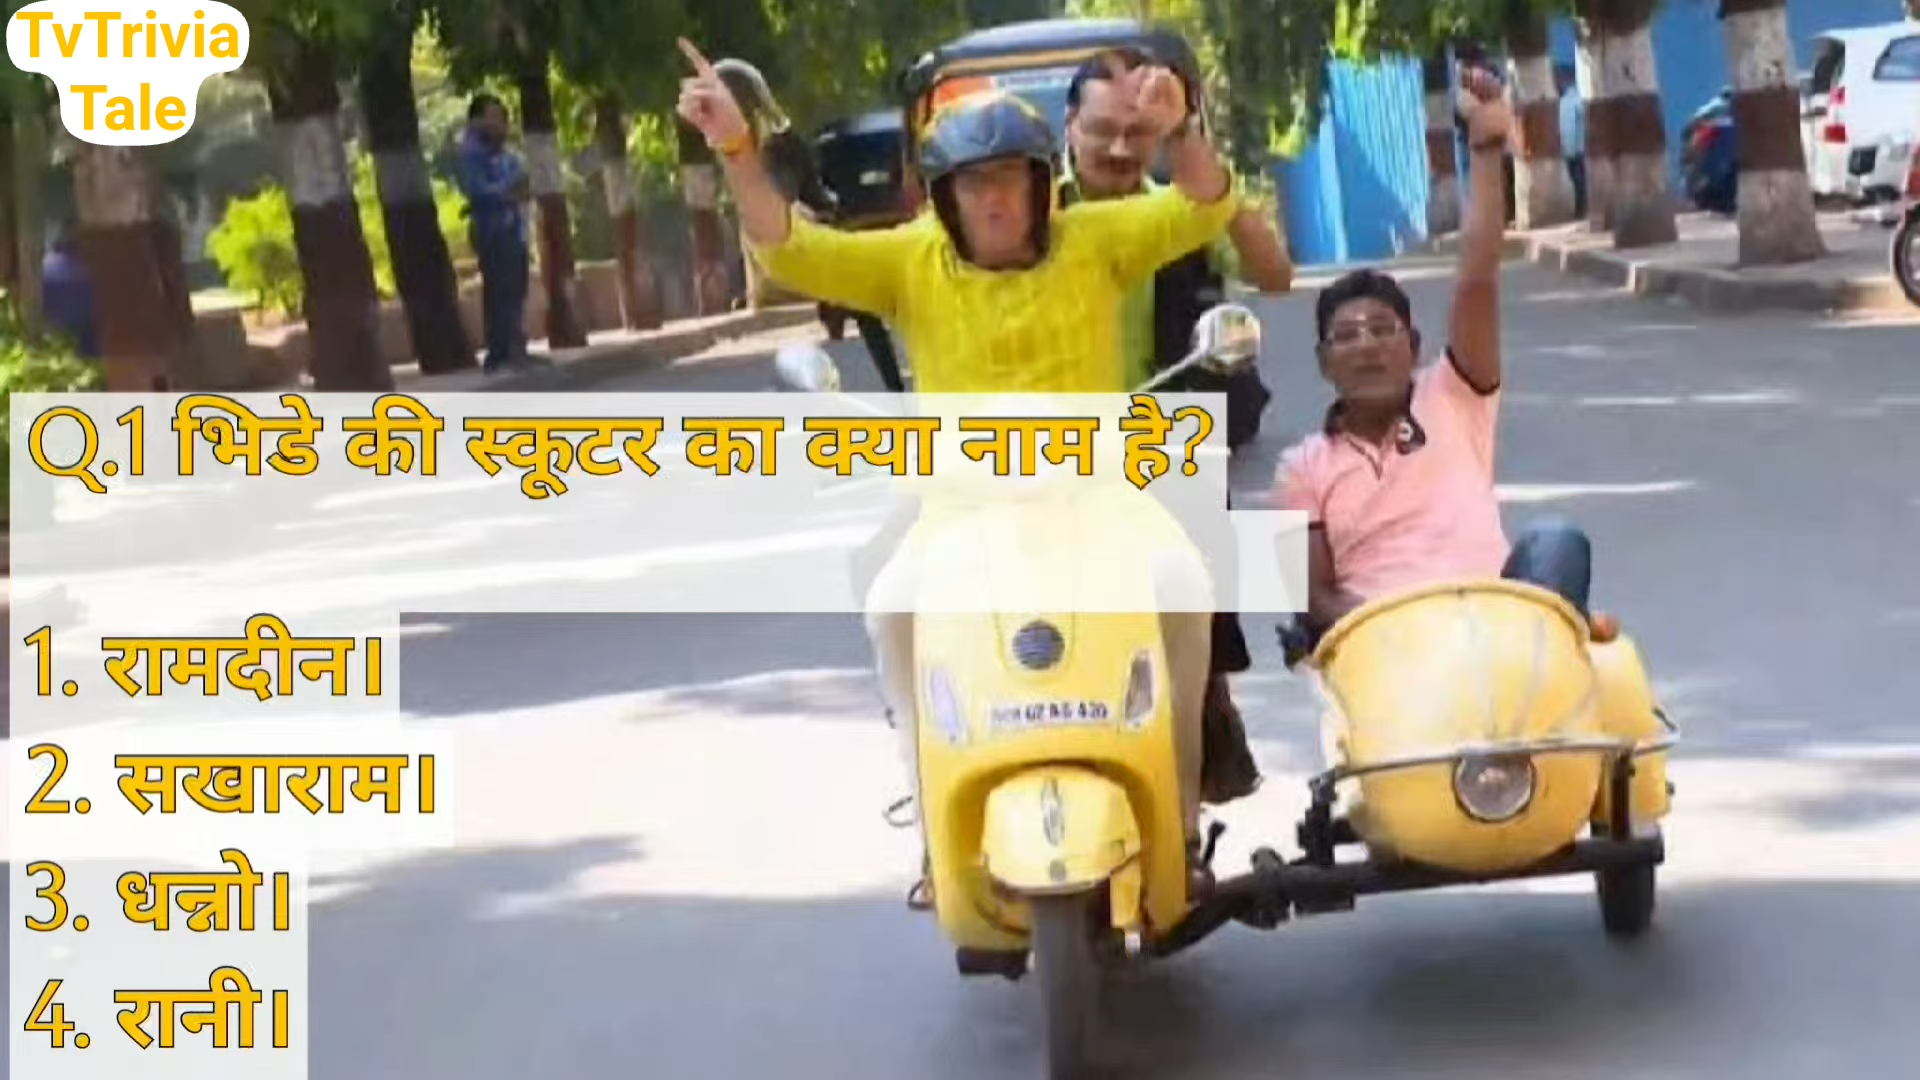 TvTrivia
Tale
Q.1 भिडे की स्कूटर का क्या नाम है?
1. रामदीन।
2. सखाराम।
3. धन्नो।
4. रानी।